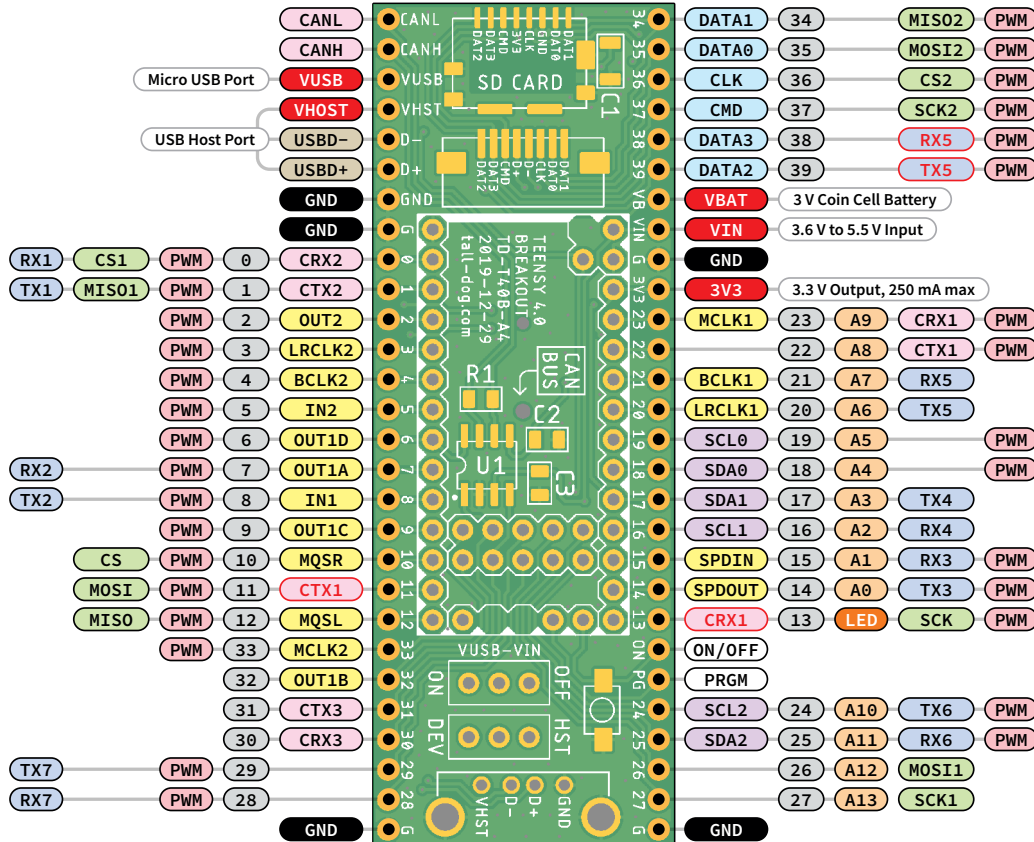 CANL CANL 34 DATA1 34 MISO2 PWM
CANH CANH 35 DATA0 35 MOSI2 PWM
Micro USB Port VUSB VUSB 36 CLK 36 CS2 PWM
VHOST VHST 37 CMD 37 SCK2 PWM
USB Host Port USBD- D- 38 DATA3 38 RX5 PWM
USBD+ D+ 39 DATA2 39 TX5 PWM
GND GND VB VBAT 3 V Coin Cell Battery
GND G VIN VIN 3.6 V to 5.5 V Input
RX1 CS1 PWM 0 CRX2 0 G GND
TX1 MISO1 PWM 1 CTX2 1 3V3 3V3 3.3 V Output, 250 mA max
PWM 2 OUT2 2 23 MCLK1 23 A9 CRX1 PWM
PWM 3 LRCLK2 3 22 22 A8 CTX1 PWM
PWM 4 BCLK2 4 21 BCLK1 21 A7 RX5
PWM 5 IN2 5 20 LRCLK1 20 A6 TX5
PWM 6 OUT1D 6 19 SCL0 19 A5 PWM
RX2 PWM 7 OUT1A 7 18 SDA0 18 A4 PWM
TX2 PWM 8 IN1 8 17 SDA1 17 A3 TX4
PWM 9 OUT1C 9 16 SCL1 16 A2 RX4
CS PWM 10 MQSR 10 15 SPDIN 15 A1 RX3 PWM
MOSI PWM 11 CTX1 11 14 SPDOUT 14 A0 TX3 PWM
MISO PWM 12 MQSL 12 13 CRX1 13 LED SCK PWM
PWM 33 MCLK2 33 ON ON/OFF
32 OUT1B 32 PG PRGM
31 CTX3 31 24 SCL2 24 A10 TX6 PWM
30 CRX3 30 25 SDA2 25 A11 RX6 PWM
TX7 PWM 29 29 26 26 A12 MOSI1
RX7 PWM 28 28 27 27 A13 SCK1
GND G G GND
DAT2 DAT3 CMD 3V3 CLK GND DAT0 DAT1
SD CARD
C1
DAT2 DAT3 CMD D+ D- CLK DAT0 DAT1
TEENSY 4.0
BREAKOUT
TD-T40B-A4
2019-12-29
tall-dog.com
CAN
BUS
R1
C2
U1
C3
VUSB-VIN
ON OFF
DEV HST
VHST D- D+ GND